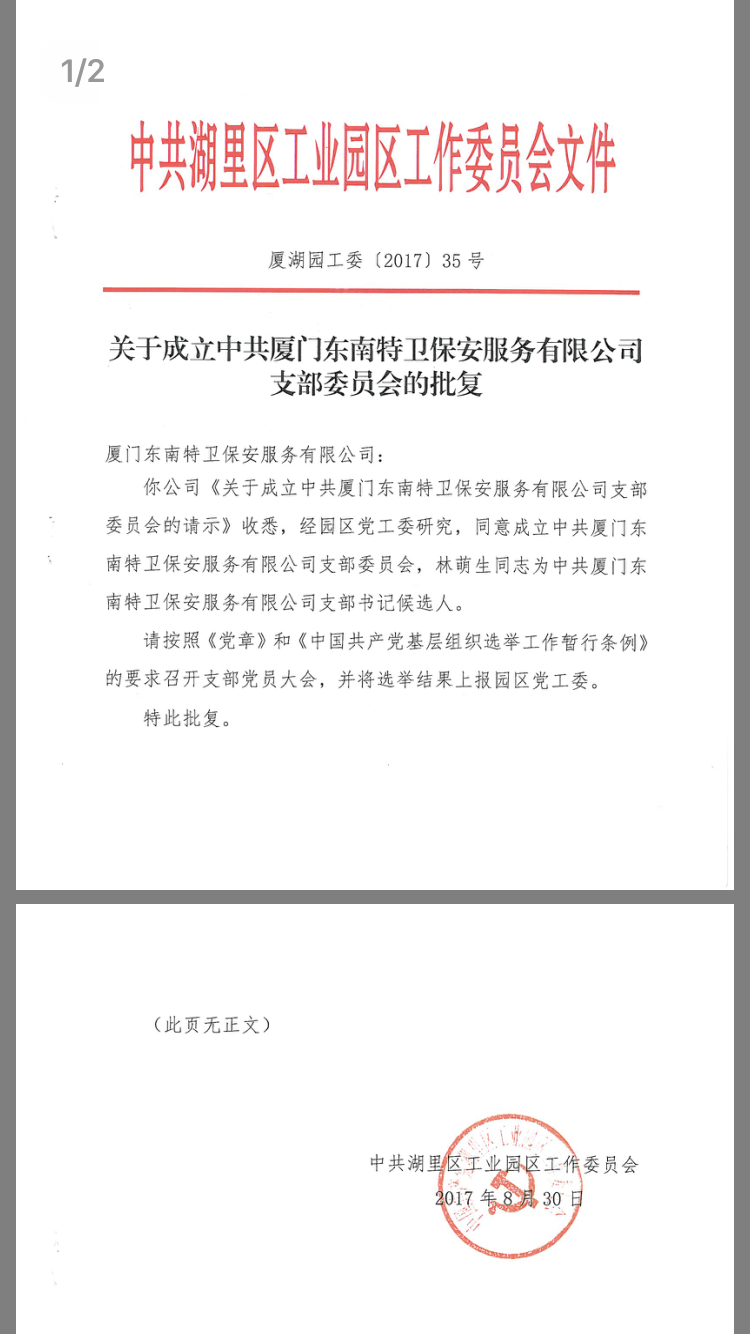 1/2
中共湖里区工业园区工作委员会文件
厦湖园工委〔2017〕35 号
关于成立中共厦门东南特卫保安服务有限公司
支部委员会的批复
厦门东南特卫保安服务有限公司：
你公司《关于成立中共厦门东南特卫保安服务有限公司支部
委员会的请示》收悉，经园区党工委研究，同意成立中共厦门东
南特卫保安服务有限公司支部委员会，林萌生同志为中共厦门东
南特卫保安服务有限公司支部书记候选人。
请按照《党章》和《中国共产党基层组织选举工作暂行条例》
的要求召开支部党员大会，并将选举结果上报园区党工委。
特此批复。
（此页无正文）
中共湖里区工业园区工作委员会
2017 年 8 月 30 日